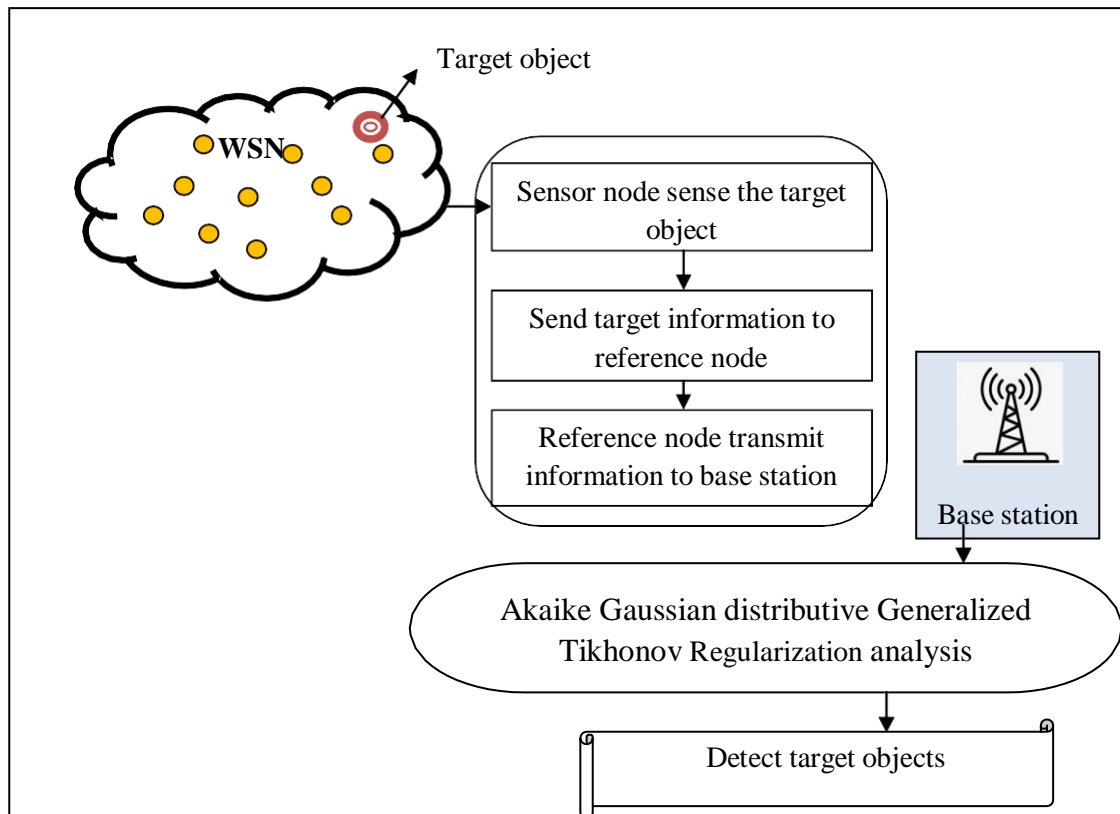 Target object
WSN
Sensor node sense the target
object
Send target information to
reference node
Reference node transmit
information to base station
Base station
Akaike Gaussian distributive Generalized
Tikhonov Regularization analysis
Detect target objects